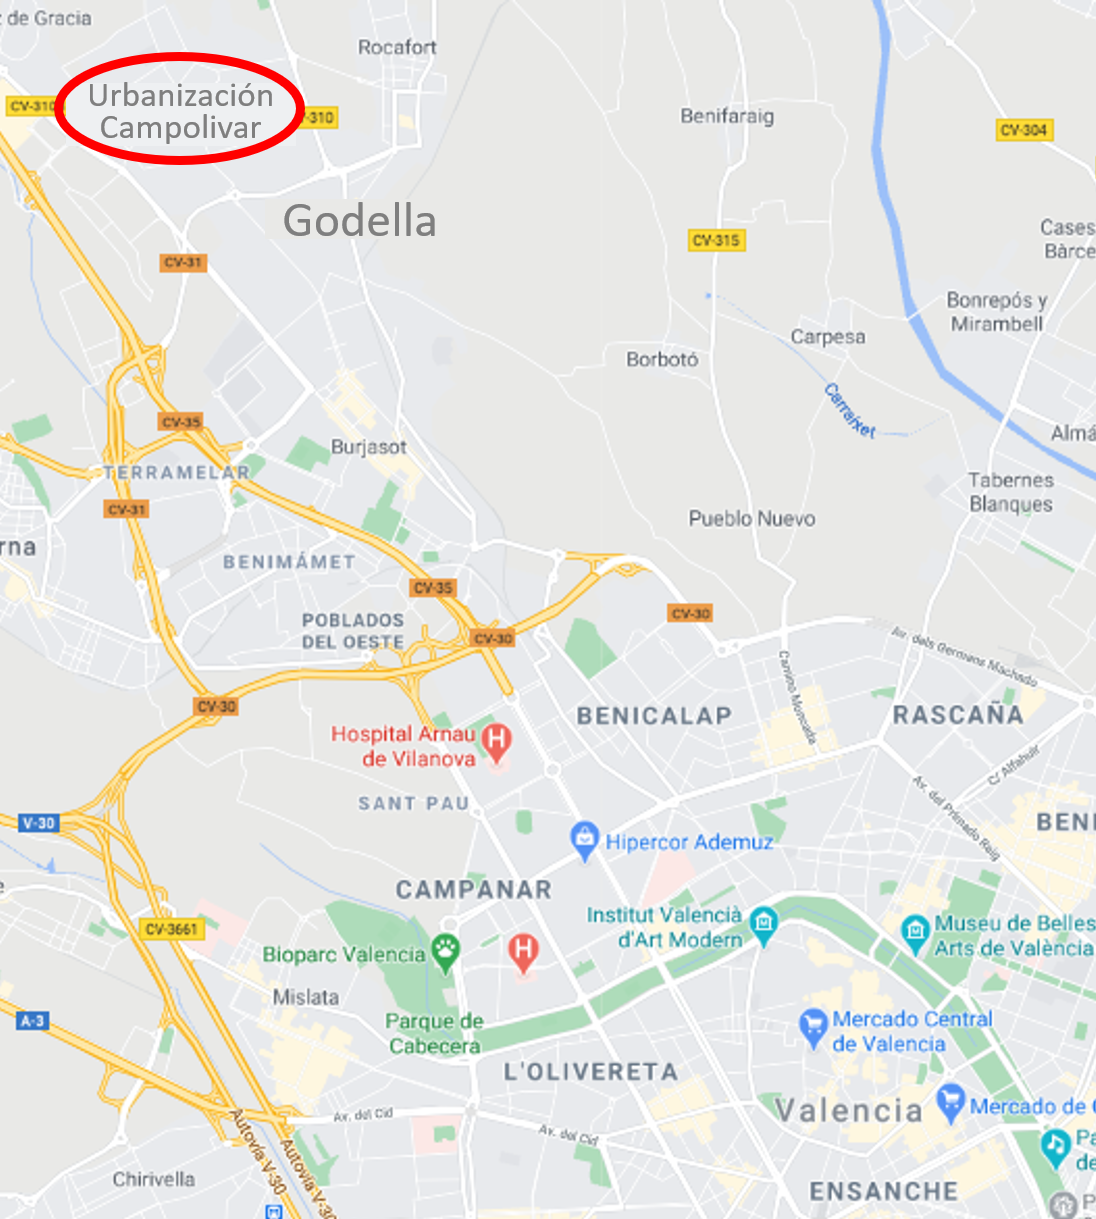 de Gracia
Rocafort
CV-310
Urbanización
Campolivar
-310
Benifaraig
CV-304
Godella
Cases
Bàrce
CV-315
CV-31
Bonrepós y
Mirambell
Carpesa
Borbotó
Carraixet
CV-35
Burjasot
Almá
TERRAMELAR
Tabernes
Blanques
CV-31
Pueblo Nuevo
rna
BENIMÁMET
CV-35
POBLADOS
DEL OESTE
CV-30
CV-30
Av. dels Germans Machado
Camino Moncada
CV-30
BENICALAP
RASCAÑA
Hospital Arnau
de Vilanova
C/ Alfahuir
SANT PAU
Av. del Primado Reig
V-30
BENI
Hipercor Ademuz
CAMPANAR
Institut Valencià
d'Art Modern
CV-3661
Museu de Belles
Arts de València
Bioparc Valencia
Mislata
A-3
Parque de
Cabecera
Mercado Central
de Valencia
L'OLIVERETA
Valencia
Mercado de
Av. del Cid
Av. del Cid
Autovía V-30
Autovía V-30
Pa
de
Chirivella
ENSANCHE
P